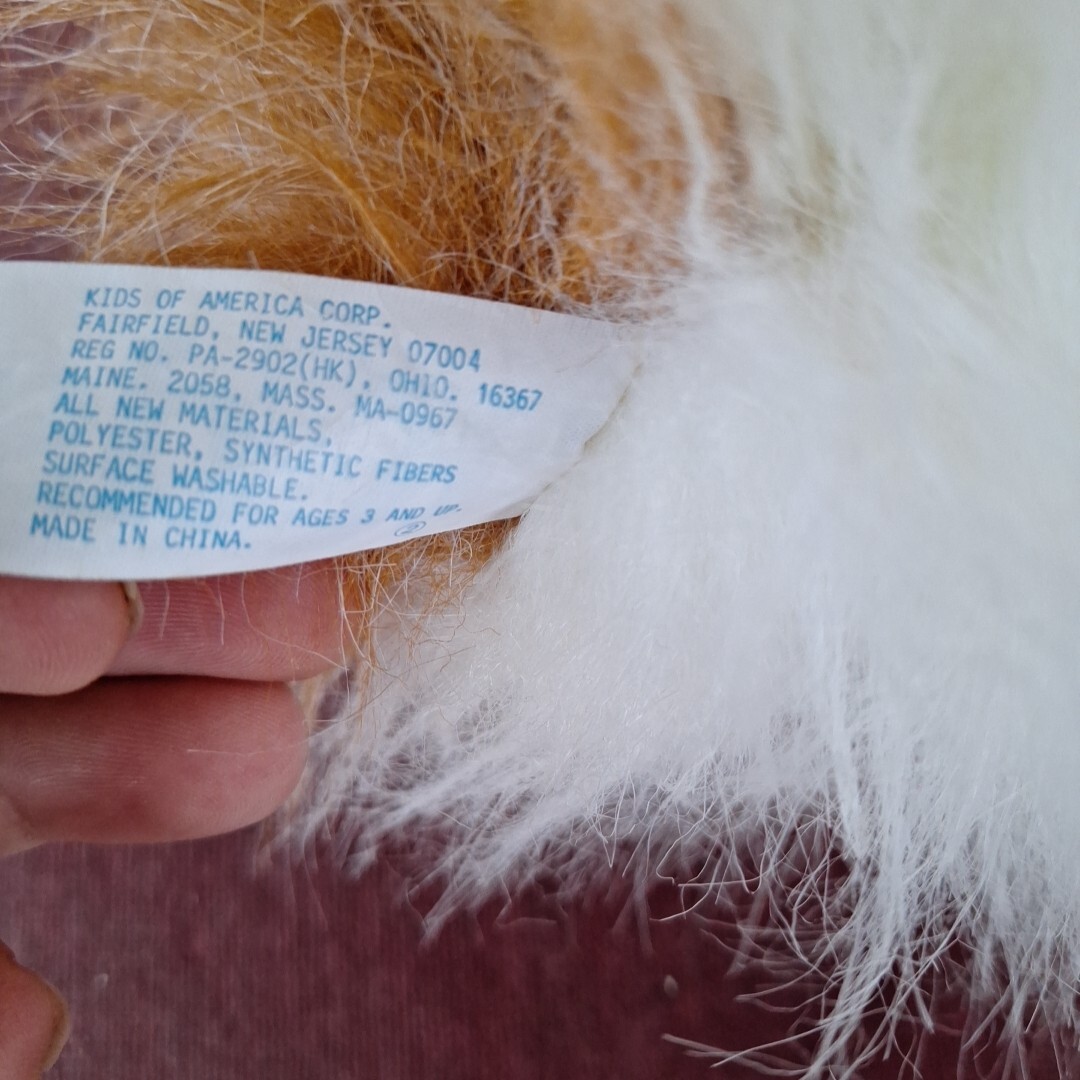 KIDS OF AMERICA CORP.
FAIRFIELD, NEW JERSEY 07004
REG NO. PA-2902(HK), OHIO. 16367
MAINE. 2058, MASS. MA-0967
ALL NEW MATERIALS,
POLYESTER, SYNTHETIC FIBERS
SURFACE WASHABLE.
RECOMMENDED FOR AGES 3 AND UP.
MADE IN CHINA.